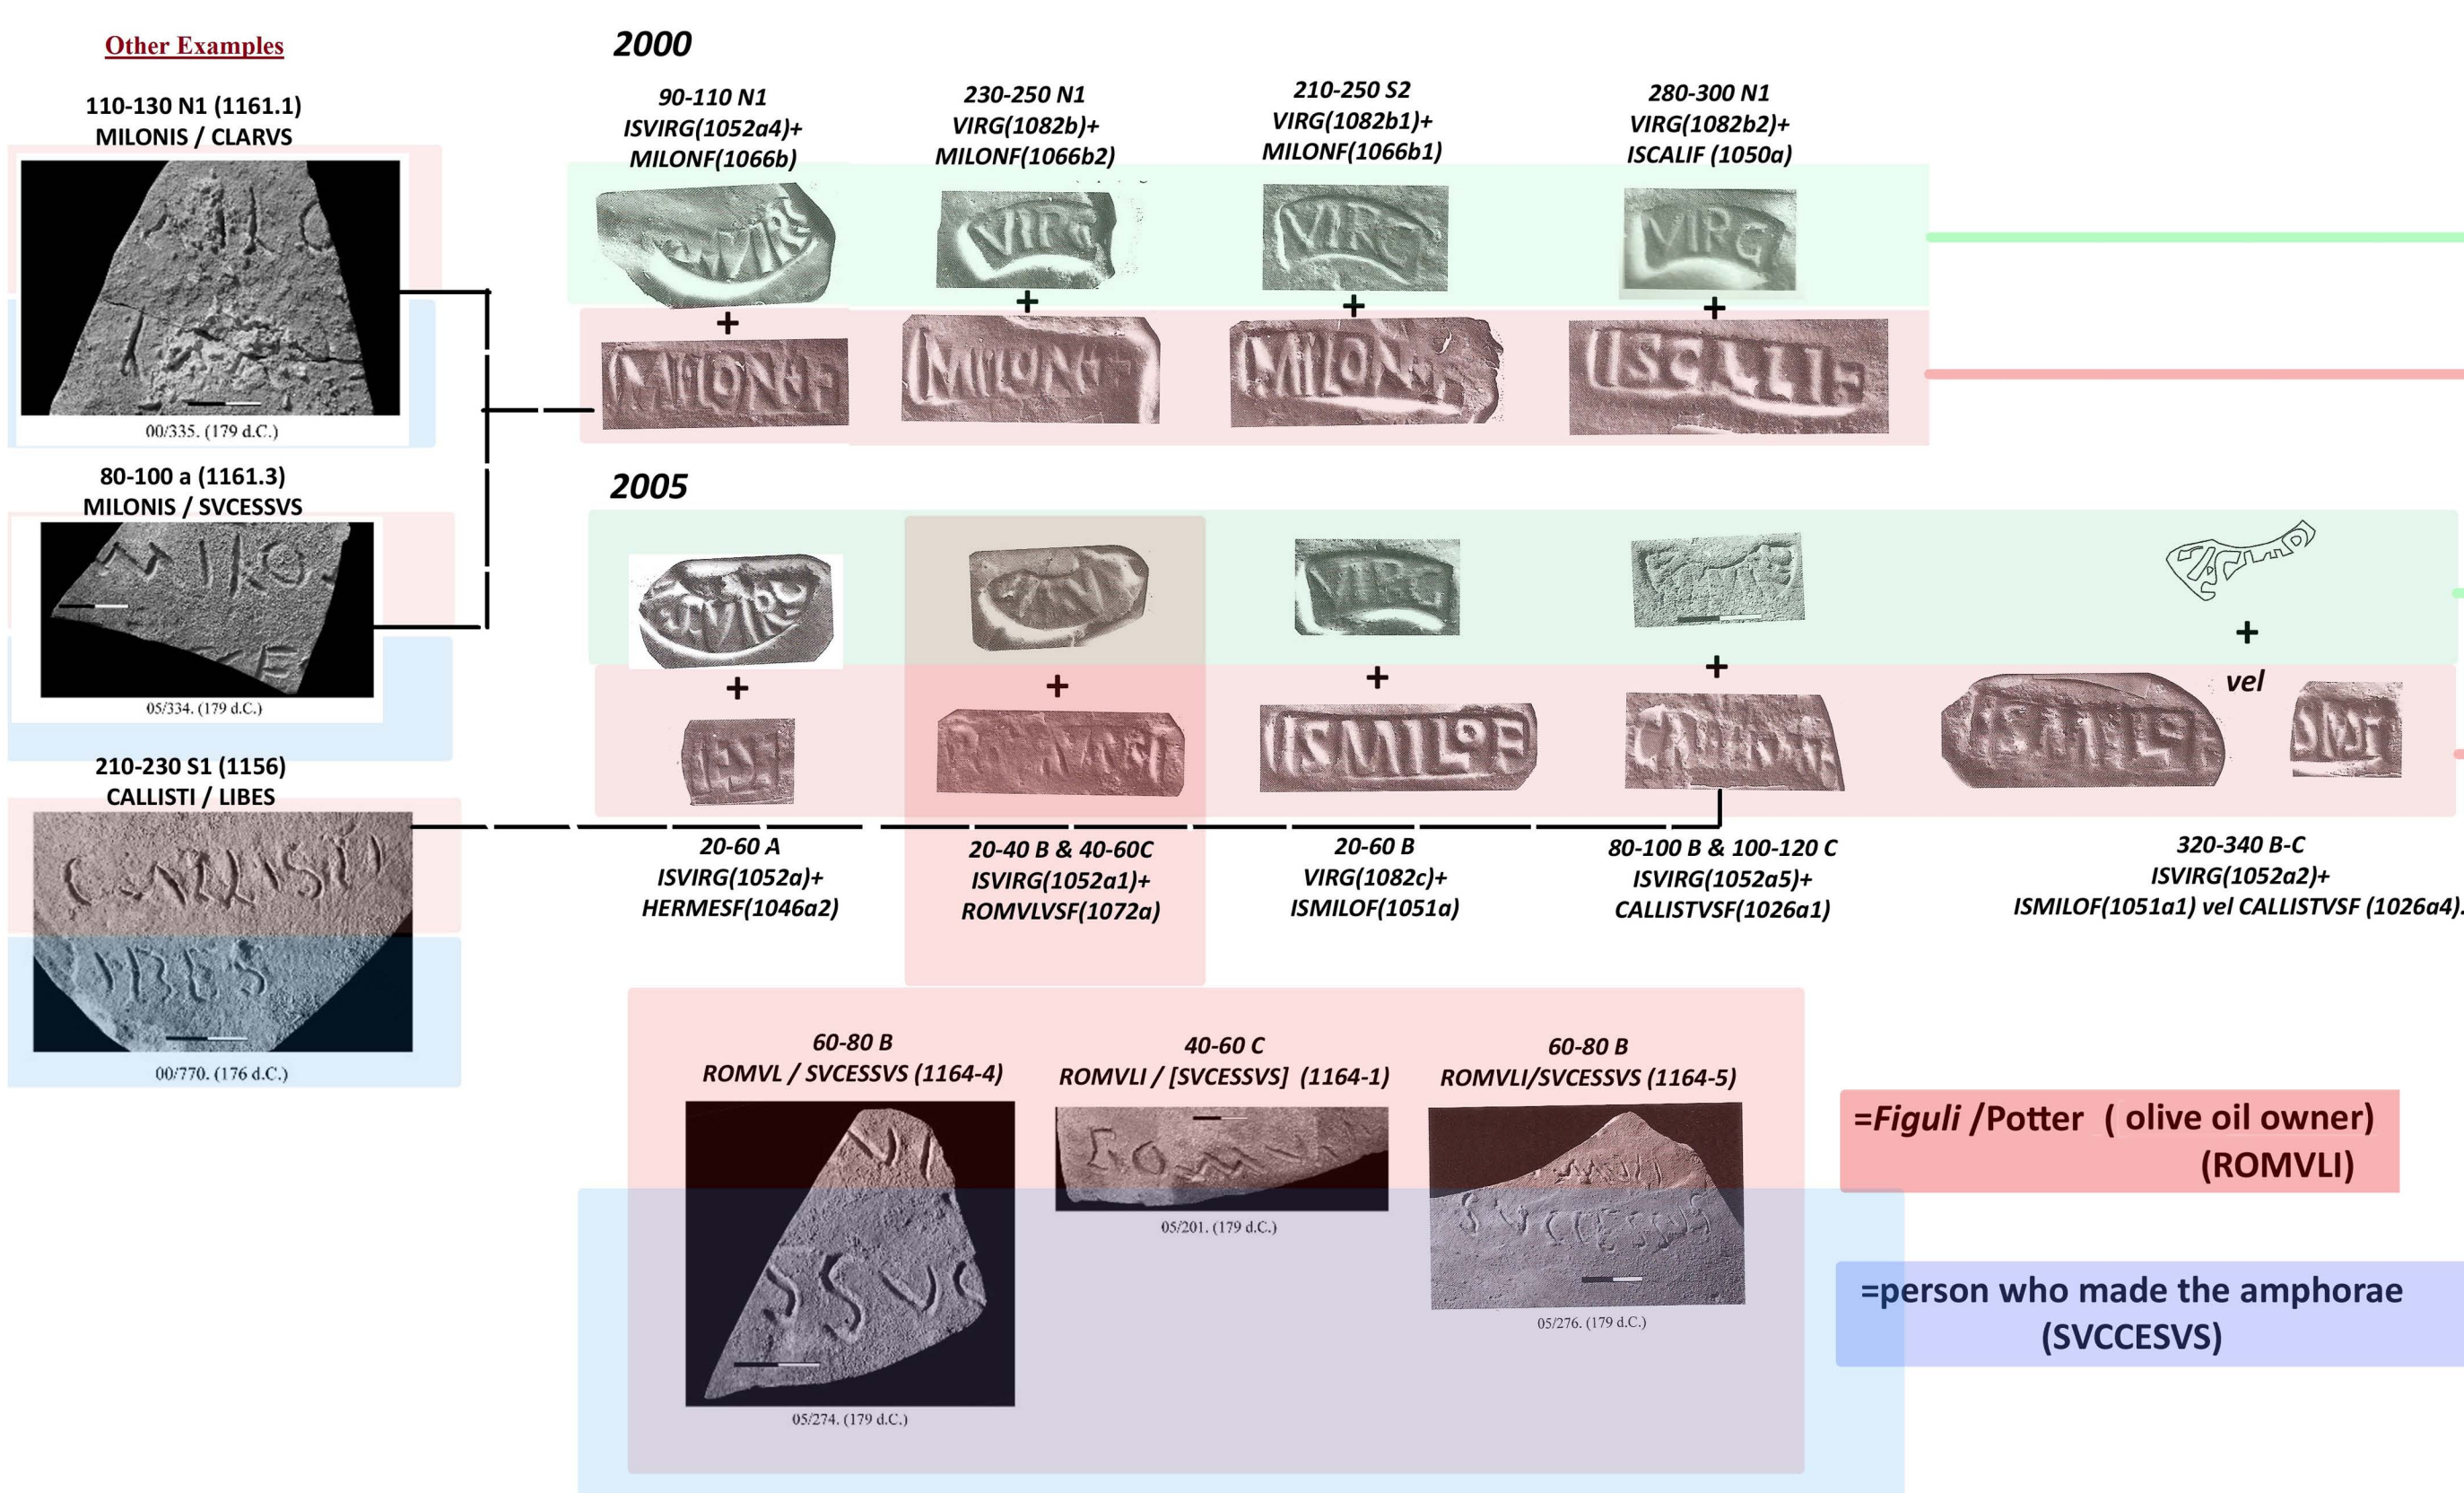 Other Examples
110-130 N1 (1161.1)
MILONIS / CLARVS
00/335. (179 d.C.)
80-100 a (1161.3)
MILONIS / SVCESSVS
05/334. (179 d.C.)
210-230 S1 (1156)
CALLISTI / LIBES
CALLISTI
00/770. (176 d.C.)
2000
90-110 N1
ISVIRG(1052a4)+
MILONF(1066b)
230-250 N1
VIRG(1082b)+
MILONF(1066b2)
210-250 S2
VIRG(1082b1)+
MILONF(1066b1)
280-300 N1
VIRG(1082b2)+
ISCALIF (1050a)
VIRG
VIRG
VIRG
+
+
+
+
2005
VIRG
+
+
+
+
+
vel
ISMILOF
20-60 A
ISVIRG(1052a)+
HERMESF(1046a2)
20-40 B & 40-60C
ISVIRG(1052a1)+
ROMVLVSF(1072a)
20-60 B
VIRG(1082c)+
ISMILOF(1051a)
80-100 B & 100-120 C
ISVIRG(1052a5)+
CALLISTVSF(1026a1)
320-340 B-C
ISVIRG(1052a2)+
ISMILOF(1051a1) vel CALLISTVSF (1026a4).
60-80 B
ROMVL / SVCESSVS (1164-4)
05/274. (179 d.C.)
40-60 C
ROMVLI / [SVCESSVS] (1164-1)
05/201. (179 d.C.)
60-80 B
ROMVLI/SVCESSVS (1164-5)
05/276. (179 d.C.)
=Figuli /Potter ( olive oil owner)
(ROMVLI)
=person who made the amphorae
(SVCCESVS)